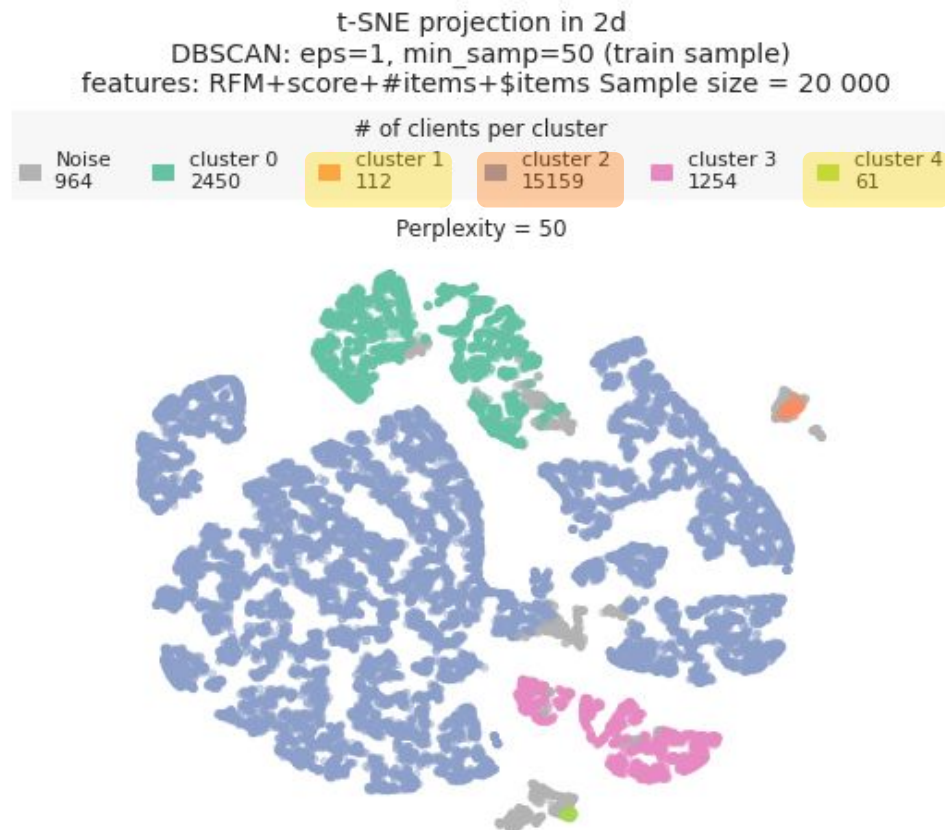 t-SNE projection in 2d
DBSCAN: eps=1, min_samp=50 (train sample)
features: RFM+score+#items+$items Sample size = 20 000
# of clients per cluster
Noise cluster 0 cluster 1 cluster 2 cluster 3 cluster 4
964 2450 112 15159 1254 61
Perplexity = 50